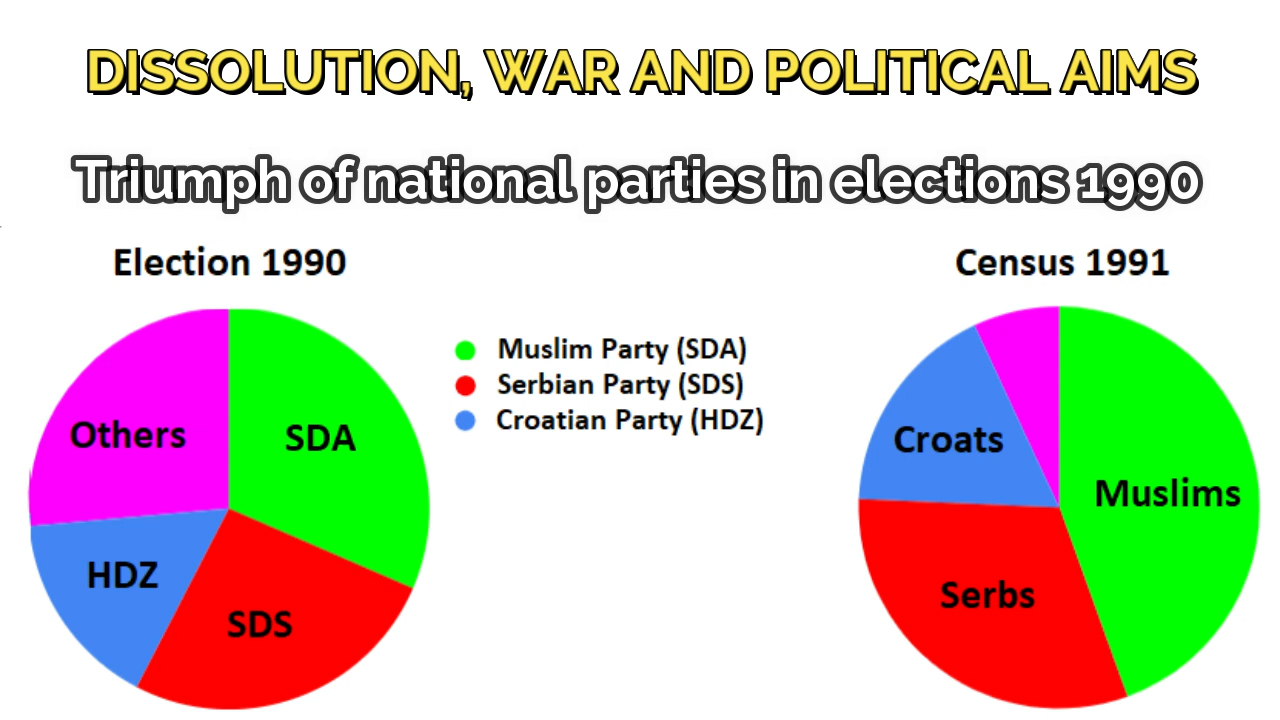 DISSOLUTION, WAR AND POLITICAL AIMS
Triumph of national parties in elections 1990
Election 1990
Census 1991
Muslim Party (SDA)
Serbian Party (SDS)
Croatian Party (HDZ)
Others
SDA
HDZ
SDS
Croats
Muslims
Serbs